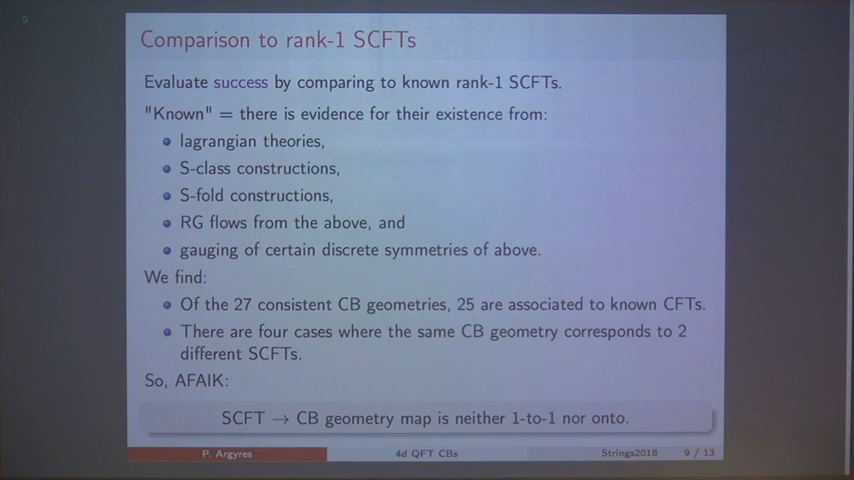 Comparison to rank-1 SCFTs
Evaluate success by comparing to known rank-1 SCFTs.
"Known" = there is evidence for their existence from:
lagrangian theories,
S-class constructions,
S-fold constructions,
RG flows from the above, and
gauging of certain discrete symmetries of above.
We find:
Of the 27 consistent CB geometries, 25 are associated to known CFTs.
There are four cases where the same CB geometry corresponds to 2
different SCFTs.
So, AFAIK:
SCFT → CB geometry map is neither 1-to-1 nor onto.
P. Argyres 4d QFT CBs Strings2018 9 / 13